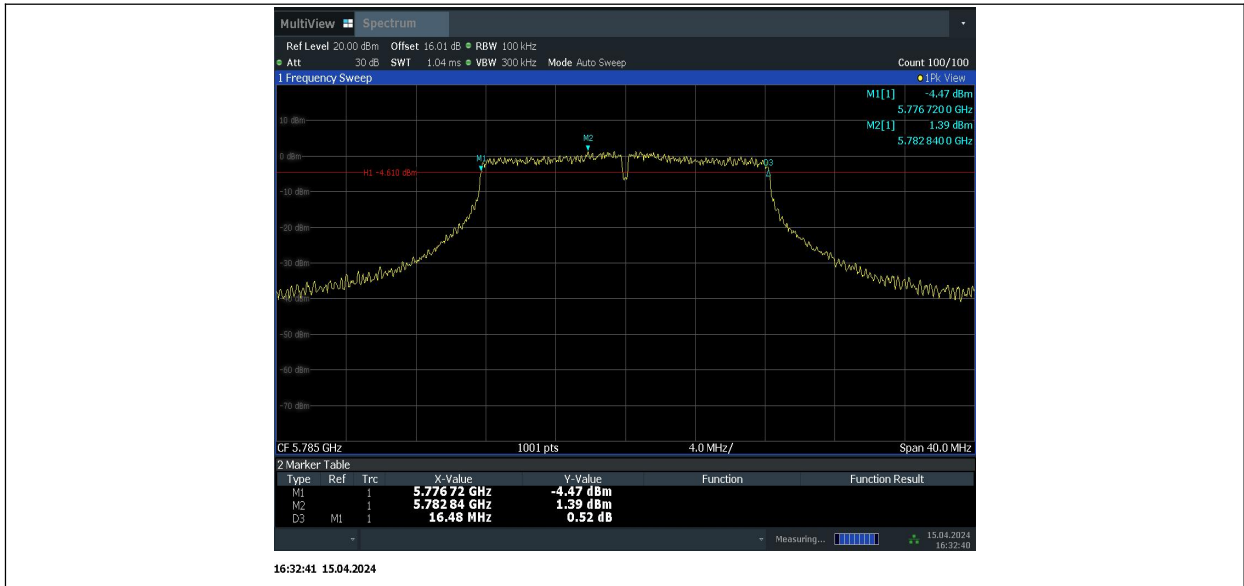 MultiView Spectrum
Ref Level 20.00 dBm Offset 16.01 dB RBW 100 kHz
Att 30 dB SWT 1.04 ms VBW 300 kHz Mode Auto Sweep Count 100/100
1 Frequency Sweep 1Pk View
M1[1] -4.47 dBm
5.776 720 0 GHz
10 dBm M2[1] 1.39 dBm
M2 5.782 840 0 GHz
0 dBm M1 D3
H1 -4.610 dBm
-10 dBm
-20 dBm
-30 dBm
-40 dBm
-50 dBm
-60 dBm
-70 dBm
CF 5.785 GHz 1001 pts 4.0 MHz/ Span 40.0 MHz
2 Marker Table
Type Ref Trc X-Value Y-Value Function Function Result
M1 1 5.776 72 GHz -4.47 dBm
M2 1 5.782 84 GHz 1.39 dBm
D3 M1 1 16.48 MHz 0.52 dB
Measuring... 15.04.2024
16:32:40
16:32:41 15.04.2024